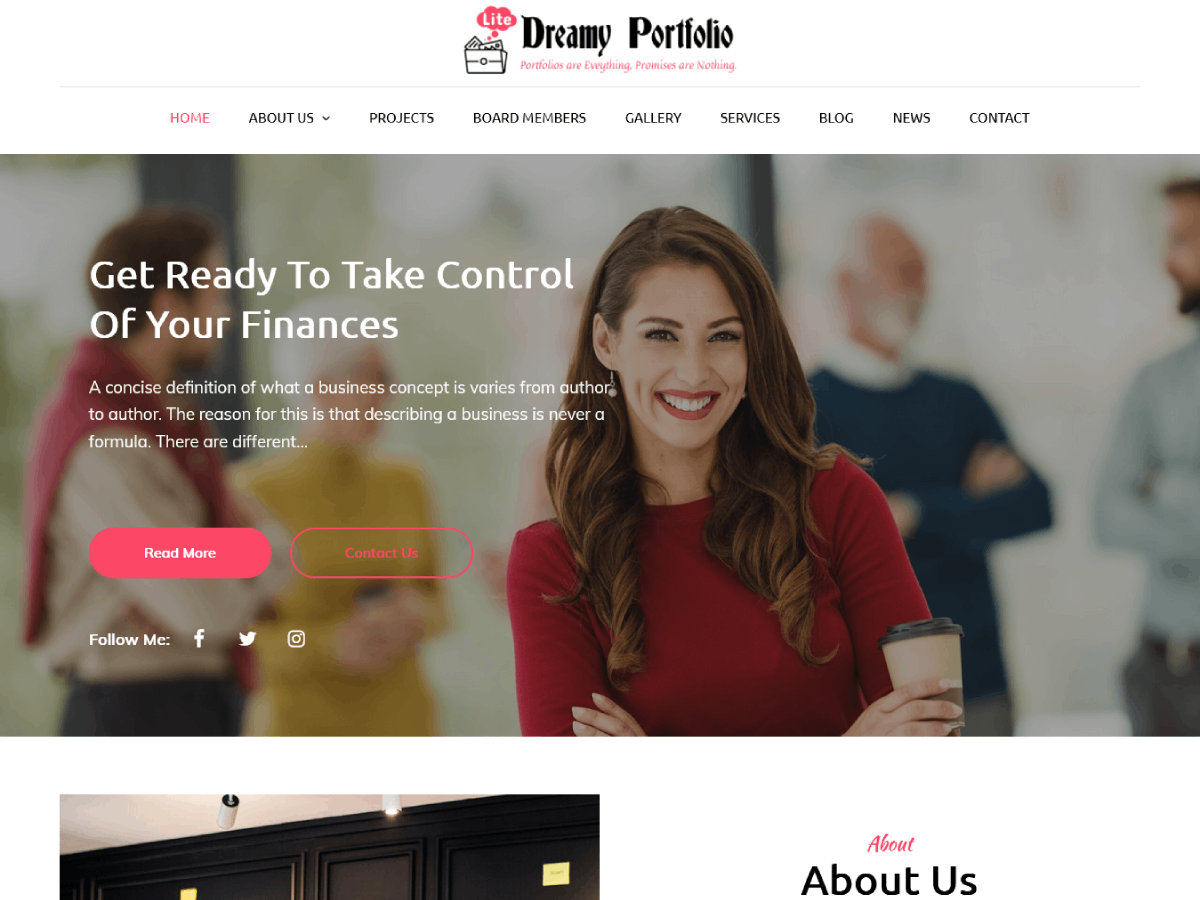 Lite
Dreamy Portfolio
Portfolios are Eveything, Promises are Nothing.
HOME ABOUT US PROJECTS BOARD MEMBERS GALLERY SERVICES BLOG NEWS CONTACT
Get Ready To Take Control
Of Your Finances
A concise definition of what a business concept is varies from author
to author. The reason for this is that describing a business is never a
formula. There are different...
Read More Contact Us
Follow Me:
About
About Us